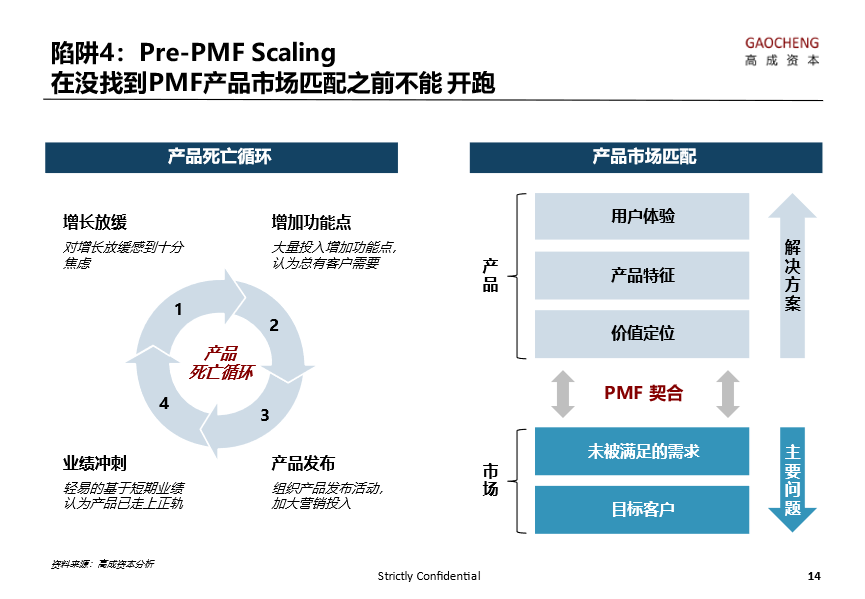 陷阱4：Pre-PMF Scaling
在没找到PMF产品市场匹配之前不能 开跑
GAOCHENG
高成资本
产品死亡循环
增长放缓
对增长放缓感到十分
焦虑
增加功能点
大量投入增加功能点，
认为总有客户需要
1
2
产品
死亡循环
4
3
业绩冲刺
轻易的基于短期业绩
认为产品已走上正轨
产品发布
组织产品发布活动，
加大营销投入
产品市场匹配
产品
用户体验
产品特征
价值定位
解决方案
PMF 契合
市场
未被满足的需求
目标客户
主要问题
资料来源：高成资本分析
Strictly Confidential
14